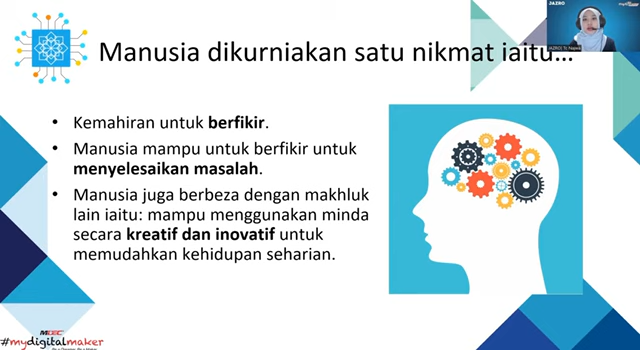 JAZRO
Manusia dikurniakan satu nikmat iaitu...
• Kemahiran untuk berfikir.
• Manusia mampu untuk berfikir untuk
menyelesaikan masalah.
• Manusia juga berbeza dengan makhluk
lain iaitu: mampu menggunakan minda
secara kreatif dan inovatif untuk
memudahkan kehidupan seharian.
MDEC
#mydigitalmaker